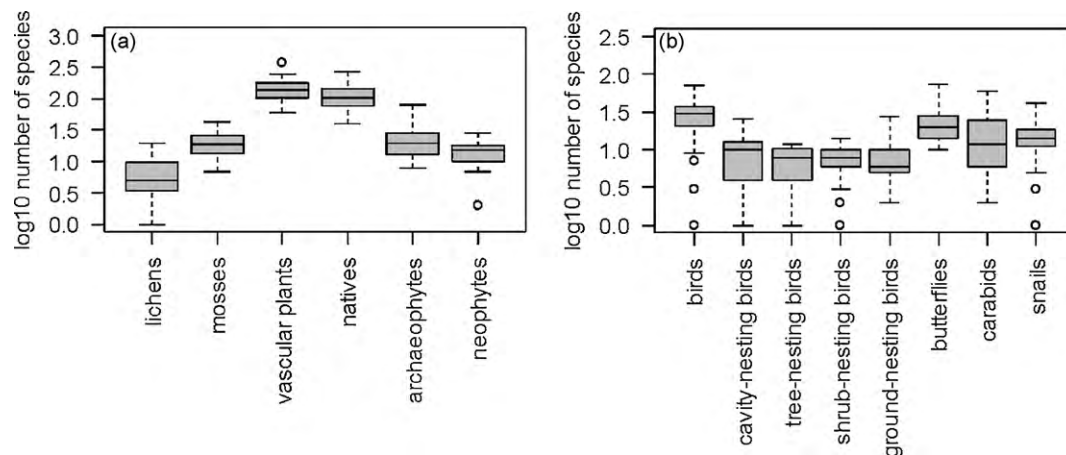 (a)
log10 number of species
3.0
2.5
2.0
1.5
1.0
0.5
0.0
lichens
mosses
vascular plants
natives
archaeophytes
neophytes
(b)
log10 number of species
2.5
2.0
1.5
1.0
0.5
0.0
birds
cavity-nesting birds
tree-nesting birds
shrub-nesting birds
ground-nesting birds
butterflies
carabids
snails